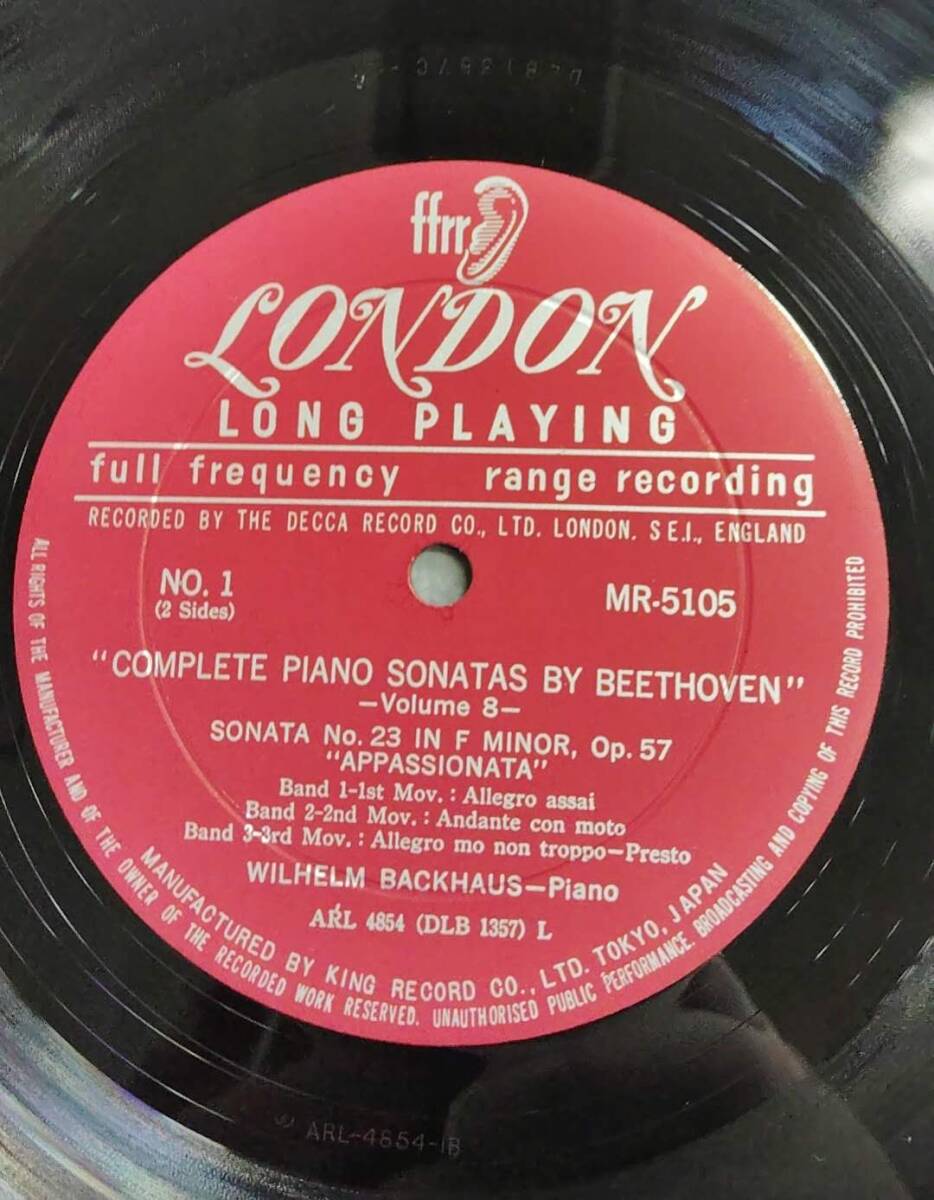 ffrr
LONDON
LONG PLAYING
full frequency range recording
RECORDED BY THE DECCA RECORD CO., LTD. LONDON. S E.I., ENGLAND
NO. 1
(2 Sides)
MR-5105
"COMPLETE PIANO SONATAS BY BEETHOVEN"
—Volume 8—
SONATA No. 23 IN F MINOR, Op. 57
"APPASSIONATA"
Band 1-1st Mov. : Allegro assai
Band 2-2nd Mov. : Andante con moto
Band 3-3rd Mov. : Allegro mo non troppo—Presto
WILHELM BACKHAUS—Piano
ARL 4854 (DLB 1357) L
MANUFACTURED BY KING RECORD CO., LTD. TOKYO, JAPAN
ALL RIGHTS OF THE MANUFACTURER AND OF THE OWNER OF THE RECORDED WORK RESERVED. UNAUTHORISED PUBLIC PERFORMANCE. BROADCASTING AND COPYING OF THIS RECORD PROHIBITED
ARL-4854-1B